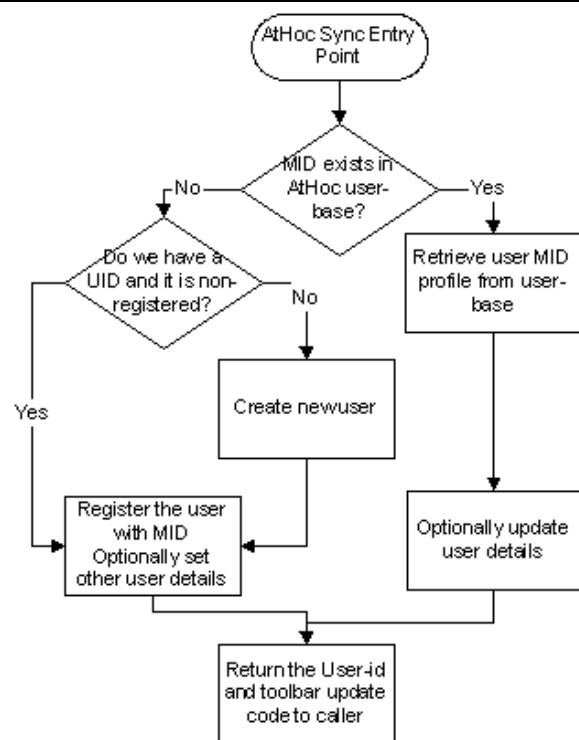 AtHoc Sync Entry
Point
MID exists in
AtHoc user-
base?
No
Yes
Do we have a
UID and it is non-
registered?
Retrieve user MID
profile from user-
base
No
Yes
Create newuser
Register the user
with MID
Optionally set
other user details
Optionally update
user details
Return the User-id
and toolbar update
code to caller